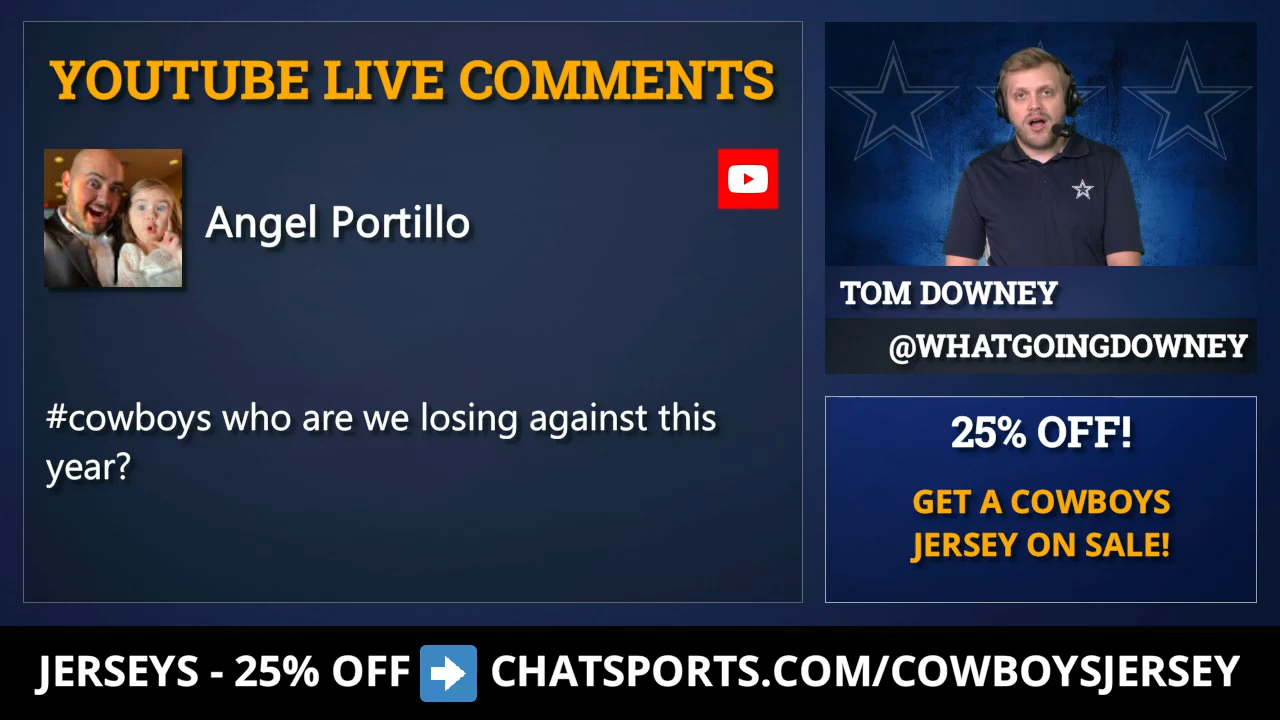 YOUTUBE LIVE COMMENTS
Angel Portillo
#cowboys who are we losing against this
year?
TOM DOWNEY
@WHATGOINGDOWNEY
25% OFF!
GET A COWBOYS
JERSEY ON SALE!
JERSEYS - 25% OFF ➡ CHATSPORTS.COM/COWBOYSJERSEY